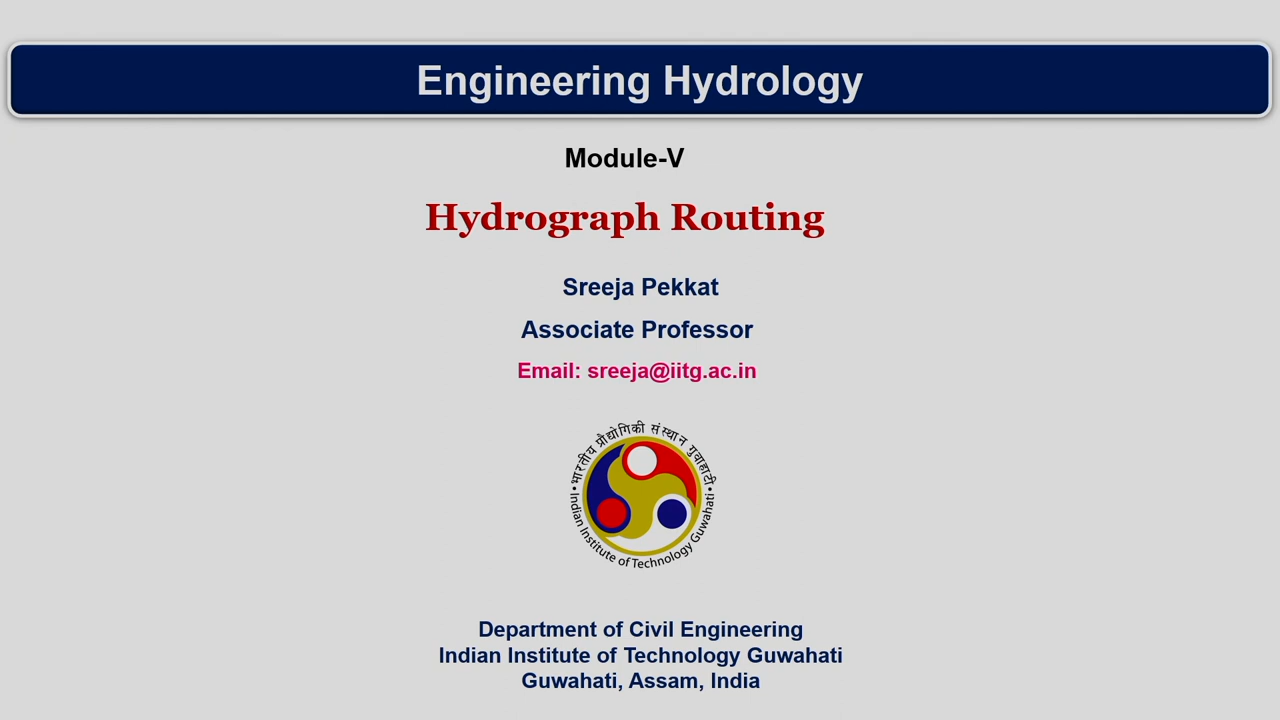 Engineering Hydrology
Module-V
Hydrograph Routing
Sreeja Pekkat
Associate Professor
Email: sreeja@iitg.ac.in
भारतीय प्रौद्योगिकी संस्थान गुवाहाटी
Indian Institute of Technology Guwahati
Department of Civil Engineering
Indian Institute of Technology Guwahati
Guwahati, Assam, India